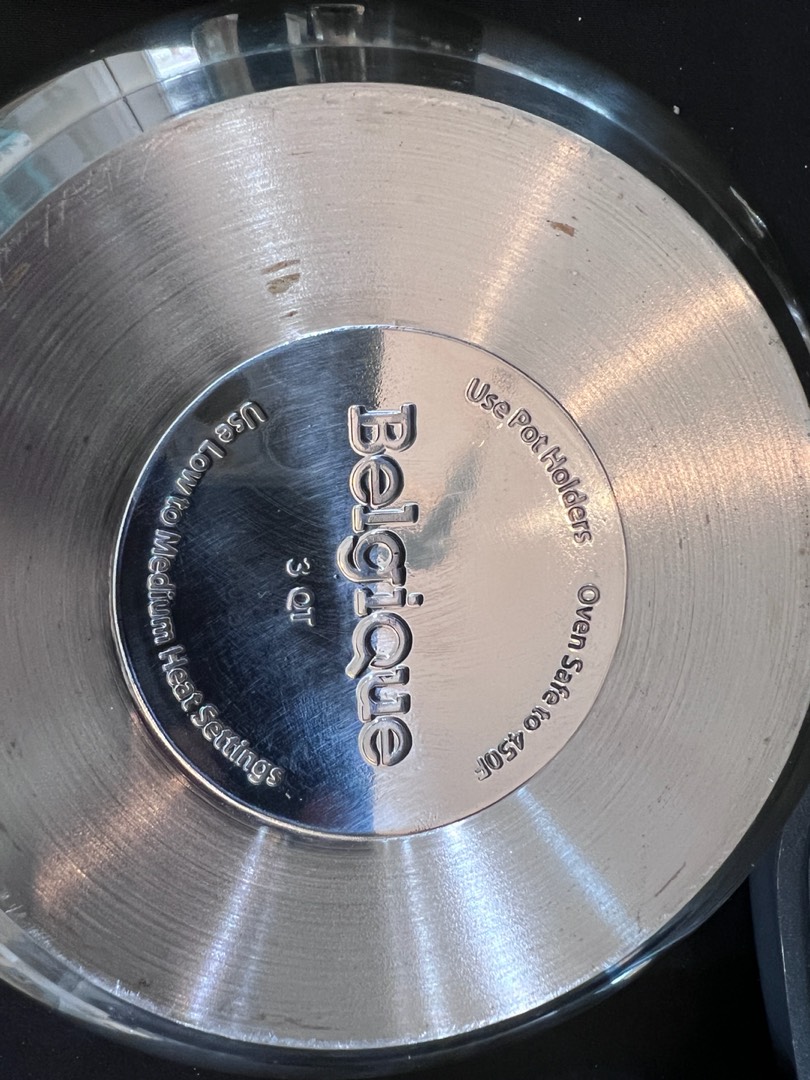 Use Pot Holders
Oven Safe to 450F
Belgique
3 QT
Use Low to Medium Heat Settings